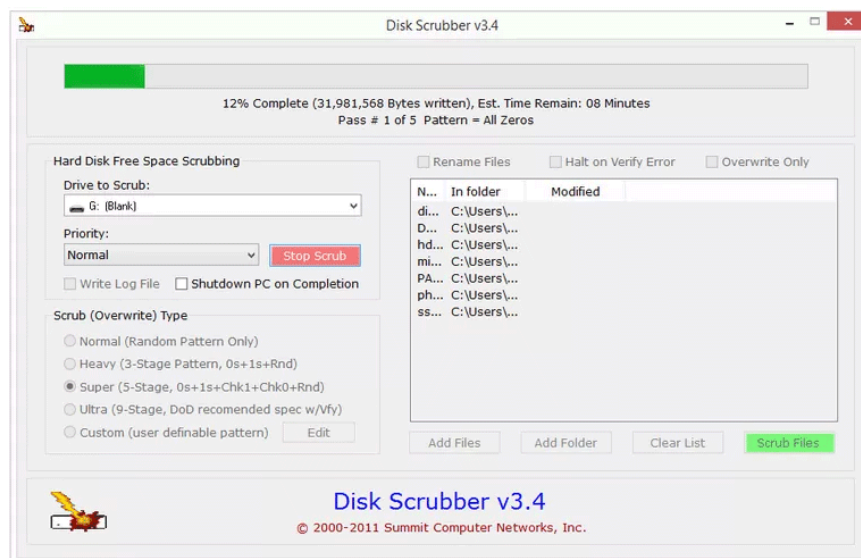 Disk Scrubber v3.4
12% Complete (31,981,568 Bytes written), Est. Time Remain: 08 Minutes
Pass # 1 of 5 Pattern = All Zeros
Hard Disk Free Space Scrubbing
Drive to Scrub:
G: (Blank)
Priority:
Normal
Stop Scrub
Write Log File
Shutdown PC on Completion
Scrub (Overwrite) Type
Normal (Random Pattern Only)
Heavy (3-Stage Pattern, 0s+1s+Rnd)
Super (5-Stage, 0s+1s+Chk1+Chk0+Rnd)
Ultra (9-Stage, DoD recomended spec w/Vfy)
Custom (user definable pattern)
Edit
Rename Files
Halt on Verify Error
Overwrite Only
N... In folder Modified
di... C:\Users\...
D... C:\Users\...
hd... C:\Users\...
mi... C:\Users\...
PA... C:\Users\...
ph... C:\Users\...
ss... C:\Users\...
Add Files
Add Folder
Clear List
Scrub Files
Disk Scrubber v3.4
© 2000-2011 Summit Computer Networks, Inc.